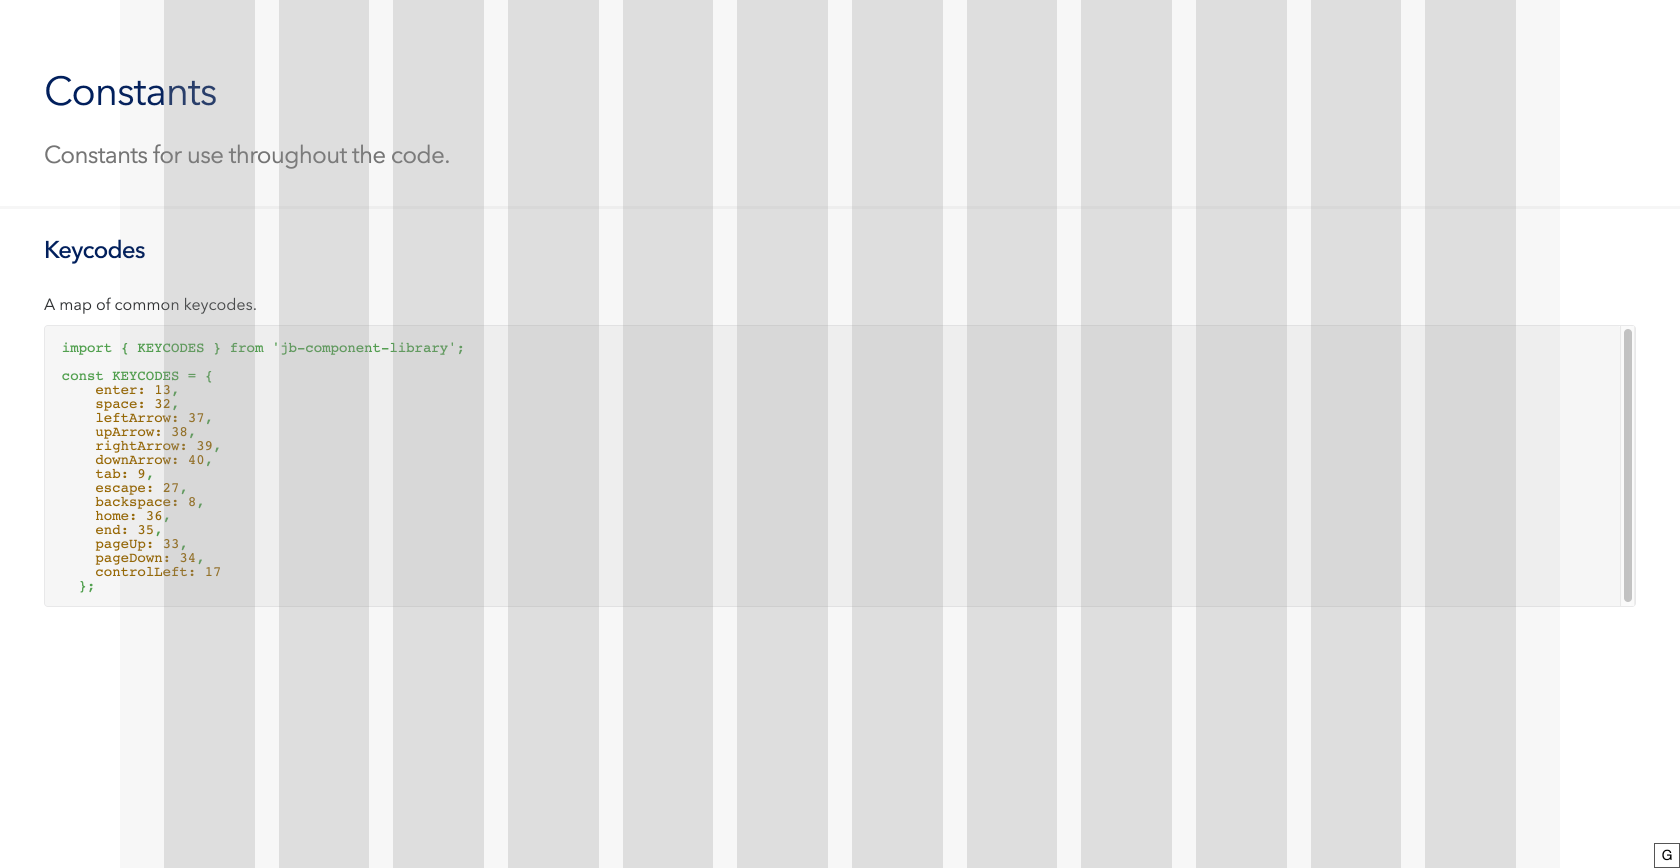 Constants
Constants for use throughout the code.
Keycodes
A map of common keycodes.
import { KEYCODES } from 'jb-component-library';
const KEYCODES = {
    enter: 13,
    space: 32,
    leftArrow: 37,
    upArrow: 38,
    rightArrow: 39,
    downArrow: 40,
    tab: 9,
    escape: 27,
    backspace: 8,
    home: 36,
    end: 35,
    pageUp: 33,
    pageDown: 34,
    controlLeft: 17
  };
G